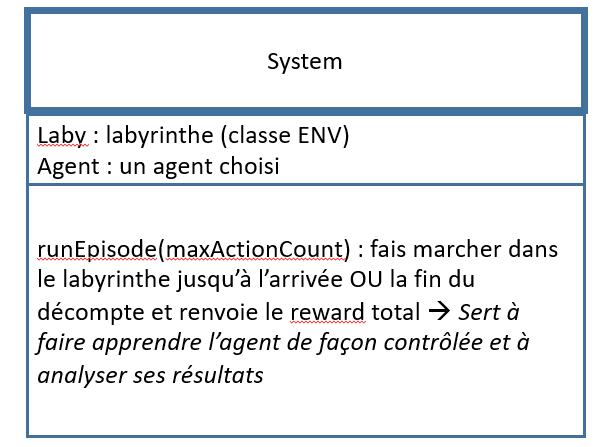 System
Laby : labyrinthe (classe ENV)
Agent : un agent choisi
runEpisode(maxActionCount) : fais marcher dans
le labyrinthe jusqu’à l’arrivée OU la fin du
décompte et renvoie le reward total → Sert à
faire apprendre l’agent de façon contrôlée et à
analyser ses résultats